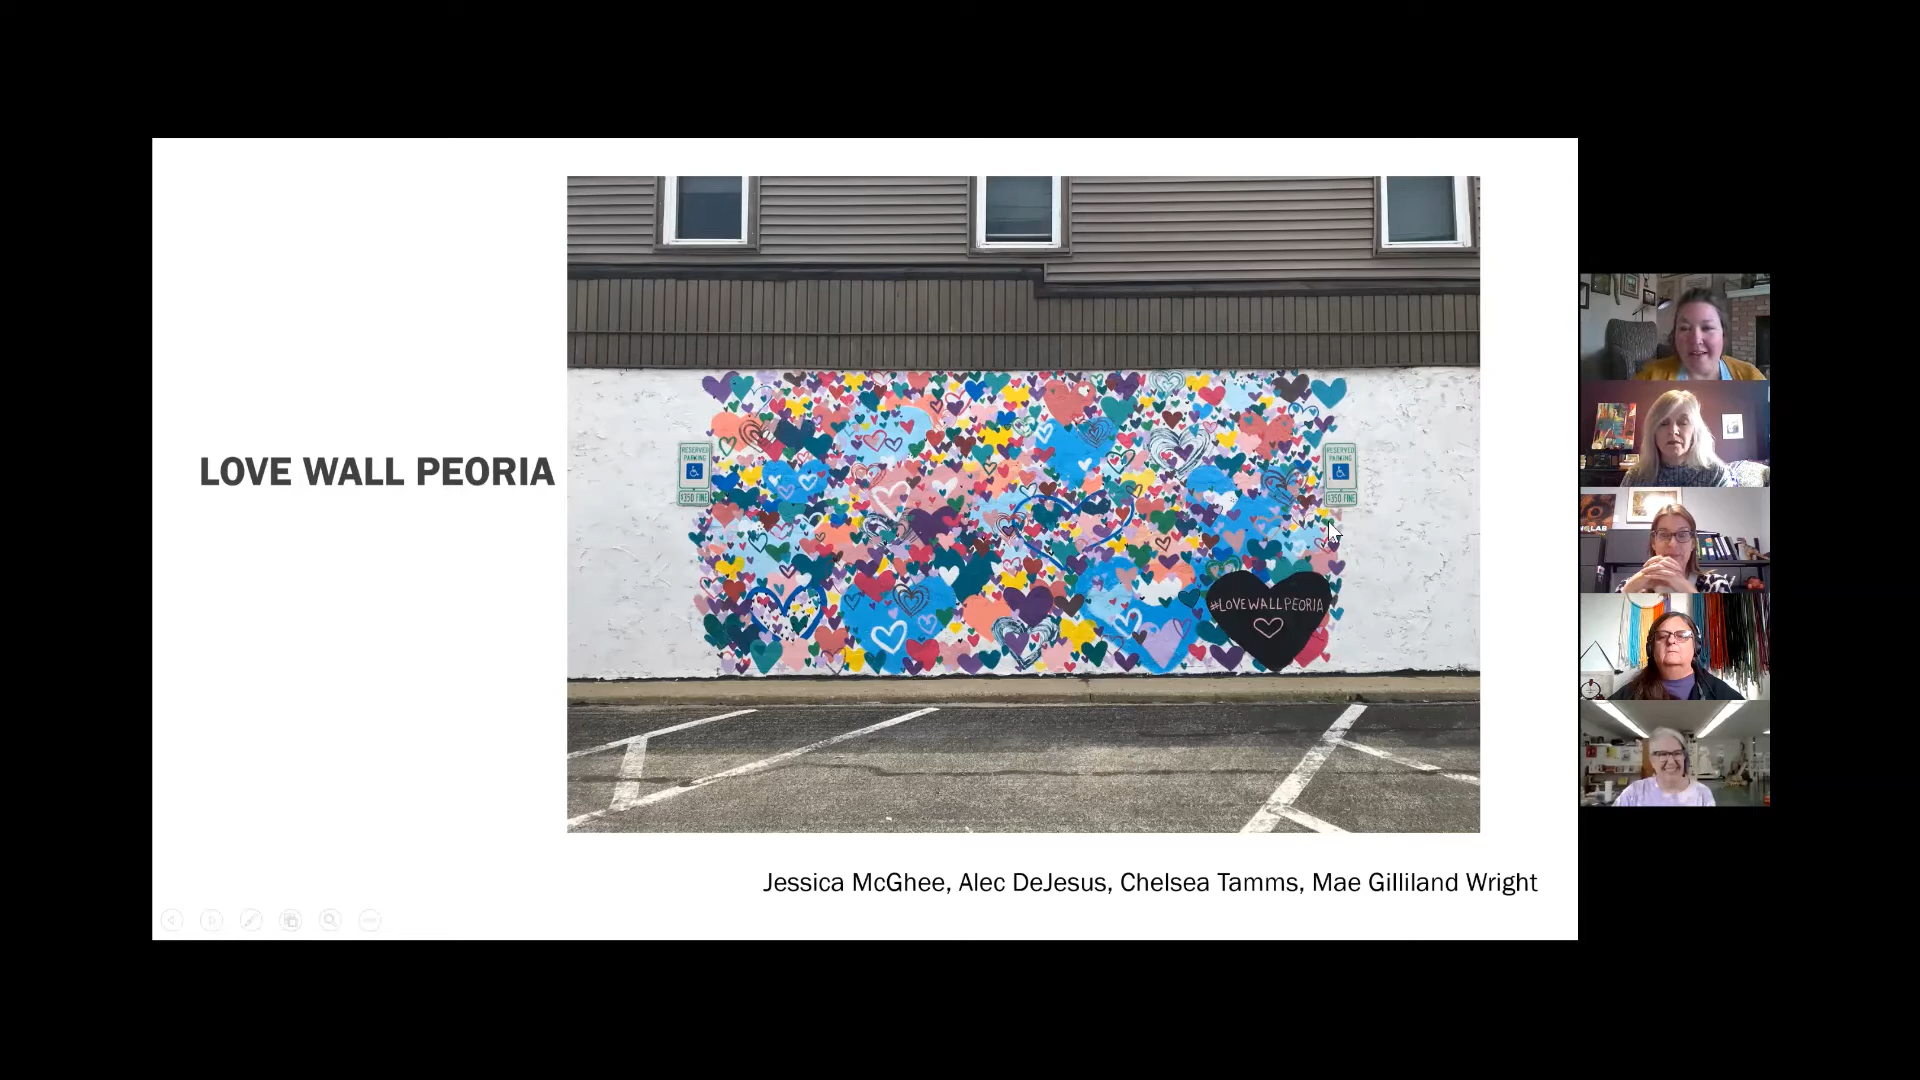 LOVE WALL PEORIA
RESERVED
PARKING
$350 FINE
RESERVED
PARKING
$350 FINE
#LOVEWALLPEORIA
Jessica McGhee, Alec DeJesus, Chelsea Tamms, Mae Gilliland Wright
LAB